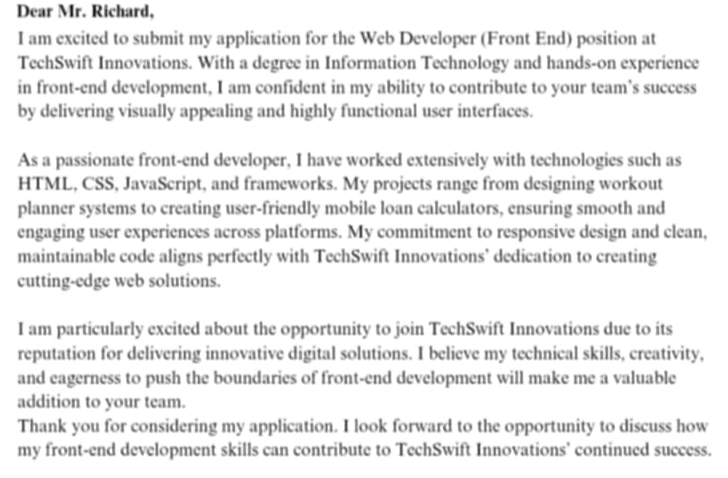 Dear Mr. Richard,
I am excited to submit my application for the Web Developer (Front End) position at
TechSwift Innovations. With a degree in Information Technology and hands-on experience
in front-end development, I am confident in my ability to contribute to your team's success
by delivering visually appealing and highly functional user interfaces.
As a passionate front-end developer, I have worked extensively with technologies such as
HTML, CSS, JavaScript, and frameworks. My projects range from designing workout
planner systems to creating user-friendly mobile loan calculators, ensuring smooth and
engaging user experiences across platforms. My commitment to responsive design and clean,
maintainable code aligns perfectly with TechSwift Innovations' dedication to creating
cutting-edge web solutions.
I am particularly excited about the opportunity to join TechSwift Innovations due to its
reputation for delivering innovative digital solutions. I believe my technical skills, creativity,
and eagerness to push the boundaries of front-end development will make me a valuable
addition to your team.
Thank you for considering my application. I look forward to the opportunity to discuss how
my front-end development skills can contribute to TechSwift Innovations' continued success.